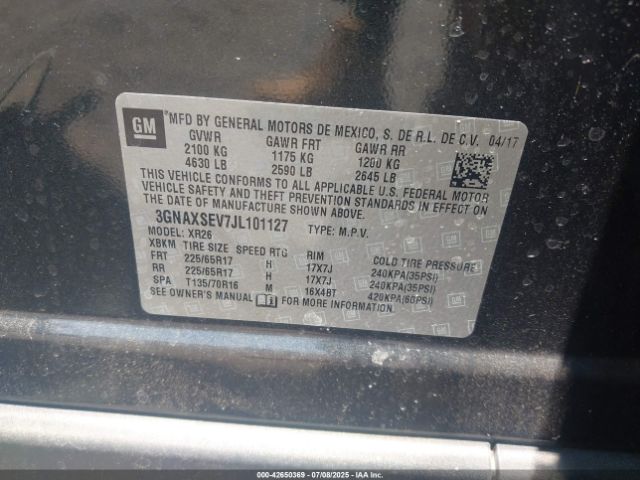 GM
MFD BY GENERAL MOTORS DE MEXICO, S. DE R.L. DE C.V. 04/17
GVWR GAWR FRT GAWR RR
2100 KG 1175 KG 1200 KG
4630 LB 2590 LB 2645 LB
THIS VEHICLE CONFORMS TO ALL APPLICABLE U.S. FEDERAL MOTOR
VEHICLE SAFETY AND THEFT PREVENTION STANDARDS IN EFFECT ON
THE DATE OF MANUFACTURE SHOWN ABOVE.
3GNAXSEV7JL101127 TYPE: M.P.V.
MODEL: XR26
XBKM TIRE SIZE SPEED RTG RIM COLD TIRE PRESSURE
FRT 225/65R17 H 17X7J 240KPA(35PSI)
RR 225/65R17 H 17X7J 240KPA(35PSI)
SPA T135/70R16 M 16X4BT 420KPA(60PSI)
SEE OWNER'S MANUAL FOR MORE INFORMATION.
© 42650369 - 07/08/2025 - IAAI.COM